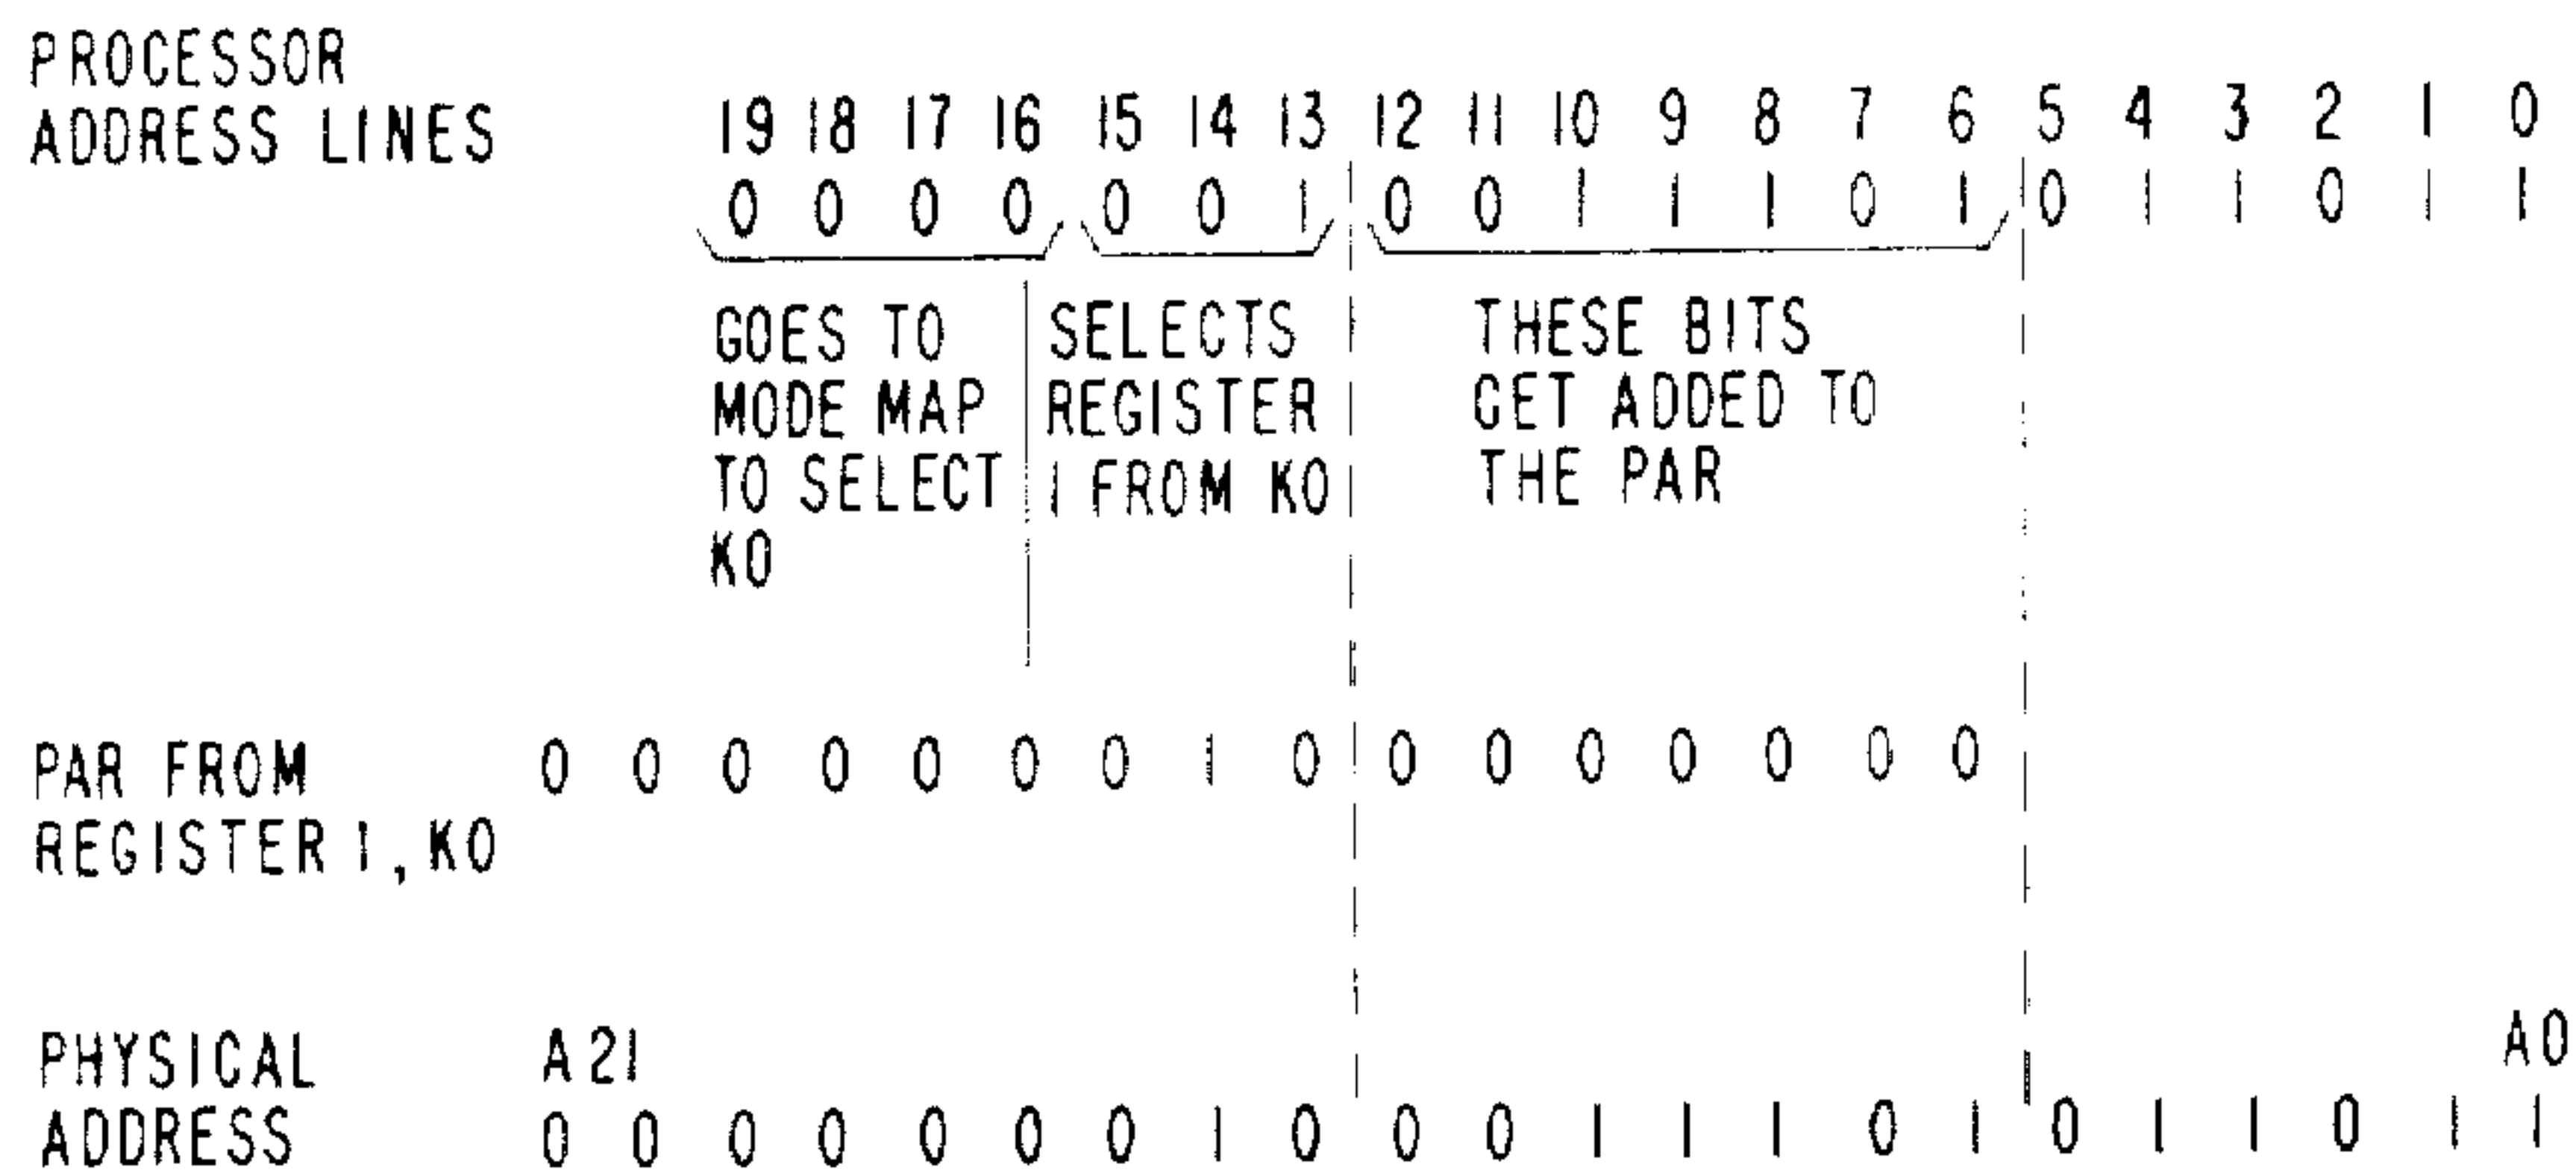 PROCESSOR
ADDRESS LINES 19 18 17 16 15 14 13 12 11 10 9 8 7 6 5 4 3 2 1 0
0 0 0 0 0 0 1 0 0 1 1 1 0 1 0 1 1 0 1 1
GOES TO
MODE MAP
TO SELECT
K0
SELECTS
REGISTER
1 FROM K0
THESE BITS
GET ADDED TO
THE PAR
PAR FROM 0 0 0 0 0 0 0 1 0 0 0 0 0 0 0 0
REGISTER 1, K0
PHYSICAL A21 A0
ADDRESS 0 0 0 0 0 0 0 1 0 0 0 1 1 1 0 1 0 1 1 0 1 1